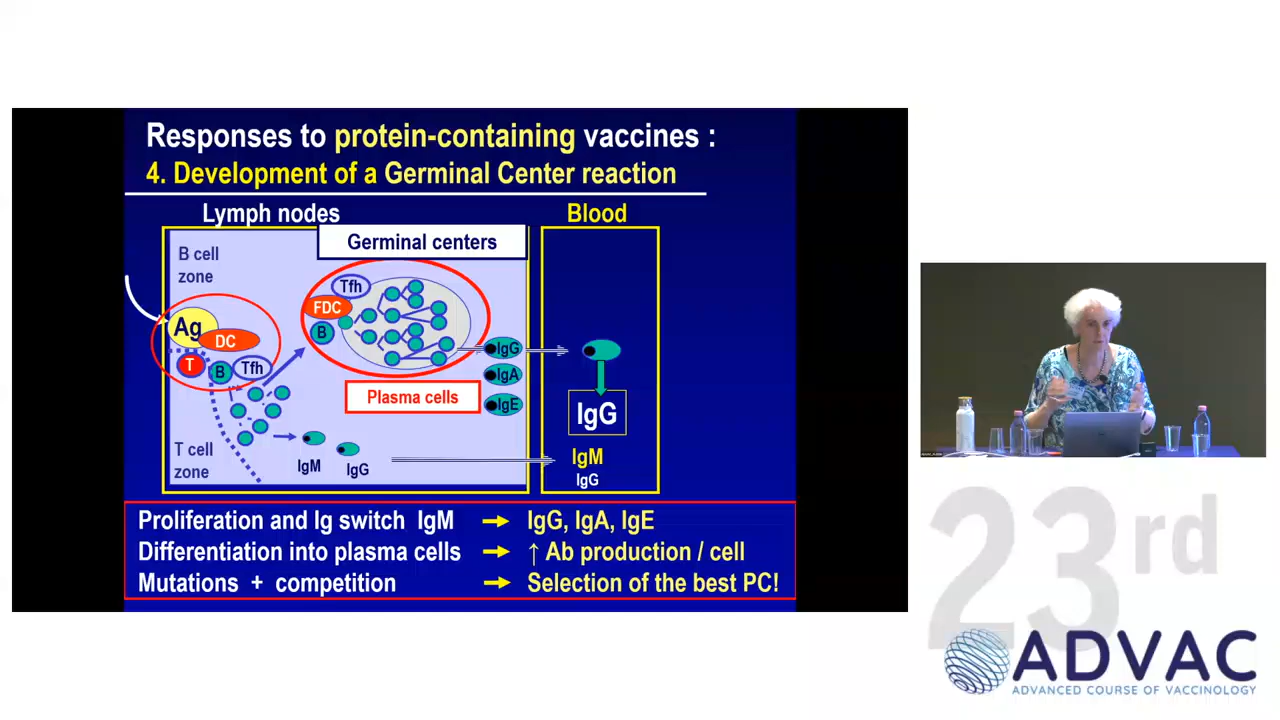 Responses to protein-containing vaccines :
4. Development of a Germinal Center reaction
Lymph nodes
Blood
Germinal centers
B cell
zone
Tfh
FDC
B
Ag
DC
T
B
Tfh
IgG
IgA
IgE
Plasma cells
IgG
T cell
zone
IgM
IgG
IgM
IgG
Proliferation and Ig switch IgM → IgG, IgA, IgE
Differentiation into plasma cells → ↑ Ab production / cell
Mutations + competition → Selection of the best PC!
23rd
ADVAC
ADVANCED COURSE OF VACCINOLOGY